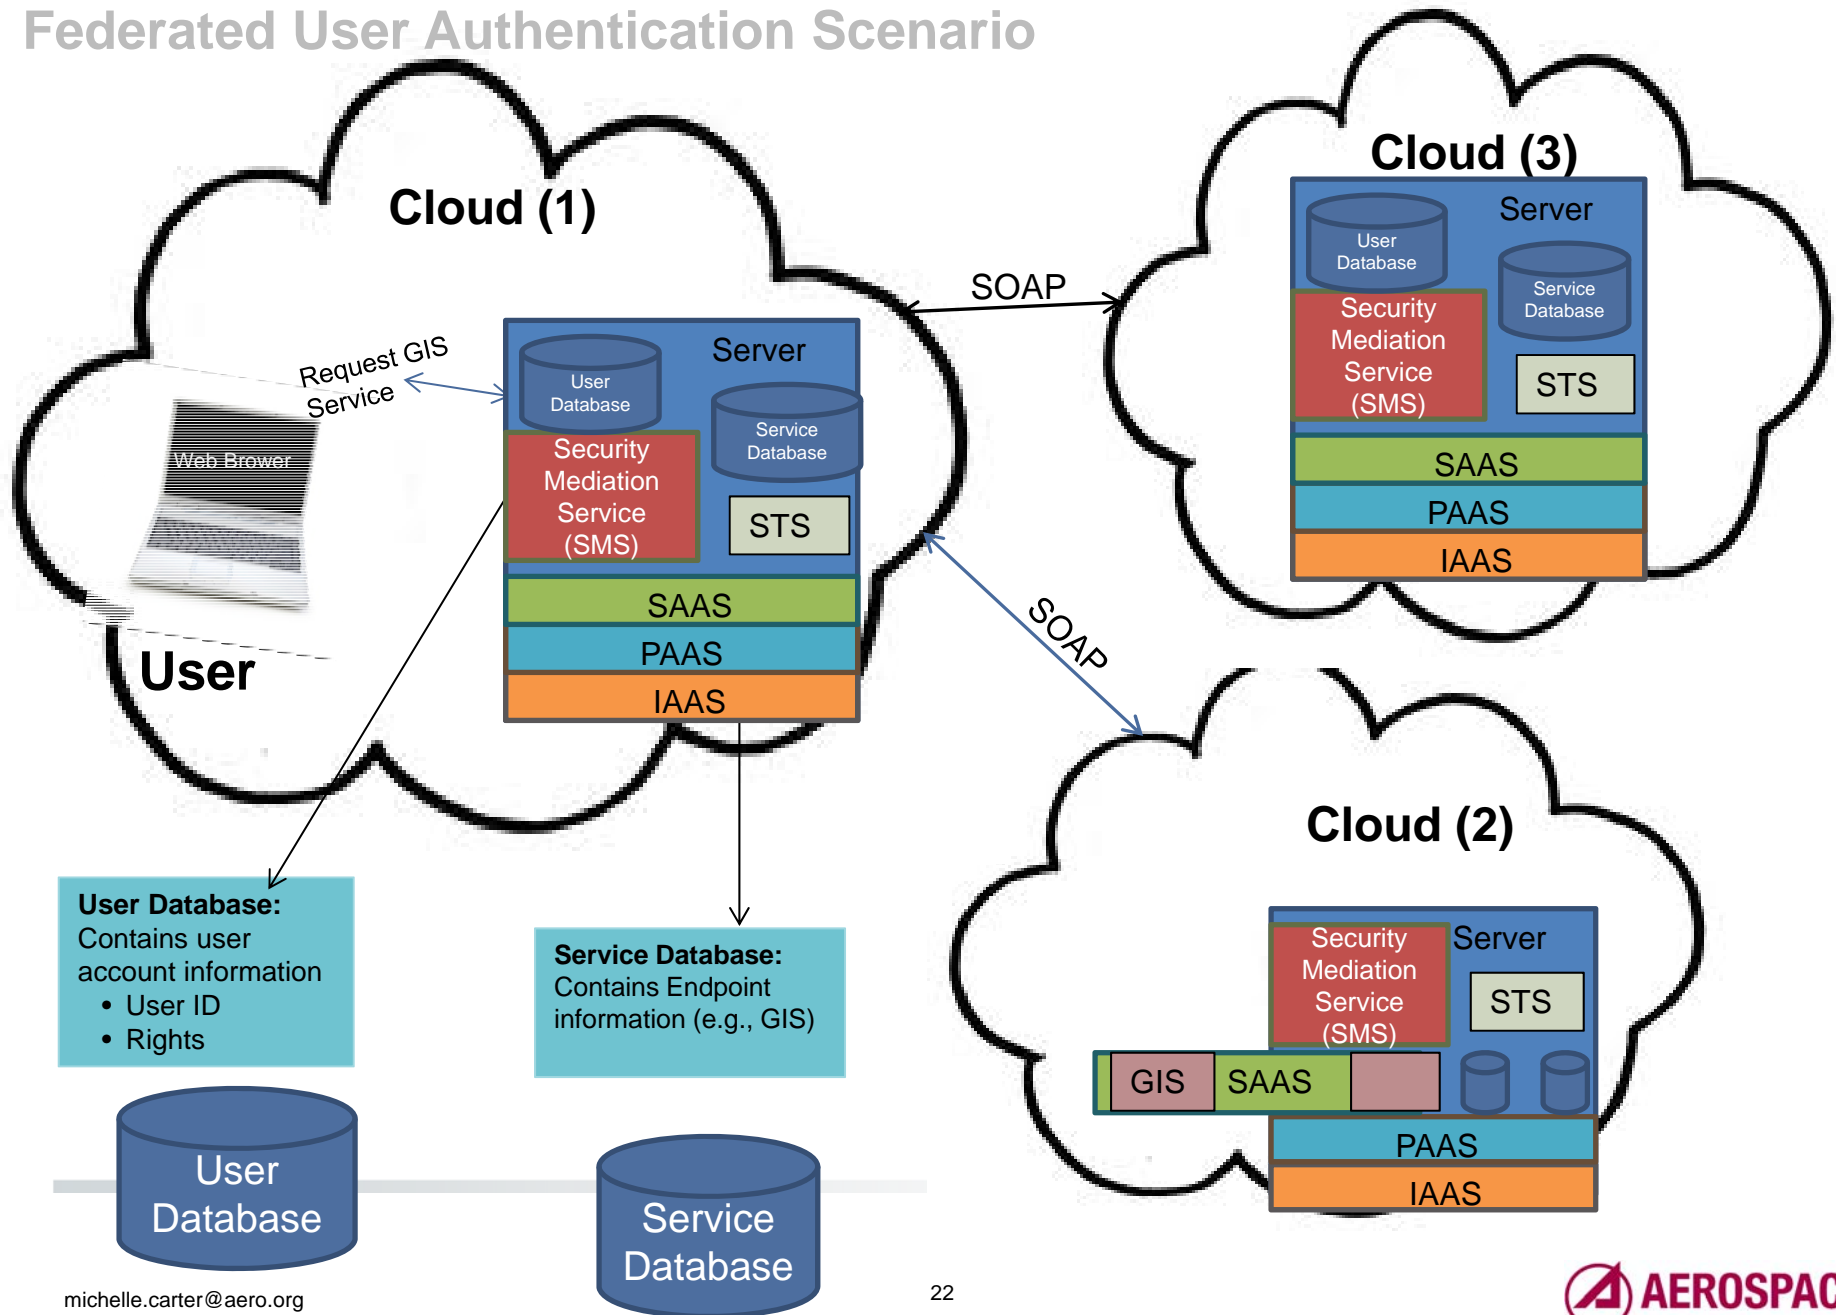 Federated User Authentication Scenario
Cloud (1)
Request GIS
Service
Web Brower
User
Server
User
Database
Service
Database
Security
Mediation
Service
(SMS)
STS
SAAS
PAAS
IAAS
SOAP
SOAP
Cloud (3)
Server
User
Database
Service
Database
Security
Mediation
Service
(SMS)
STS
SAAS
PAAS
IAAS
Cloud (2)
Server
Security
Mediation
Service
(SMS)
STS
GIS
SAAS
PAAS
IAAS
User Database:
Contains user
account information
• User ID
• Rights
Service Database:
Contains Endpoint
information (e.g., GIS)
User
Database
Service
Database
michelle.carter@aero.org
22
AEROSPAC